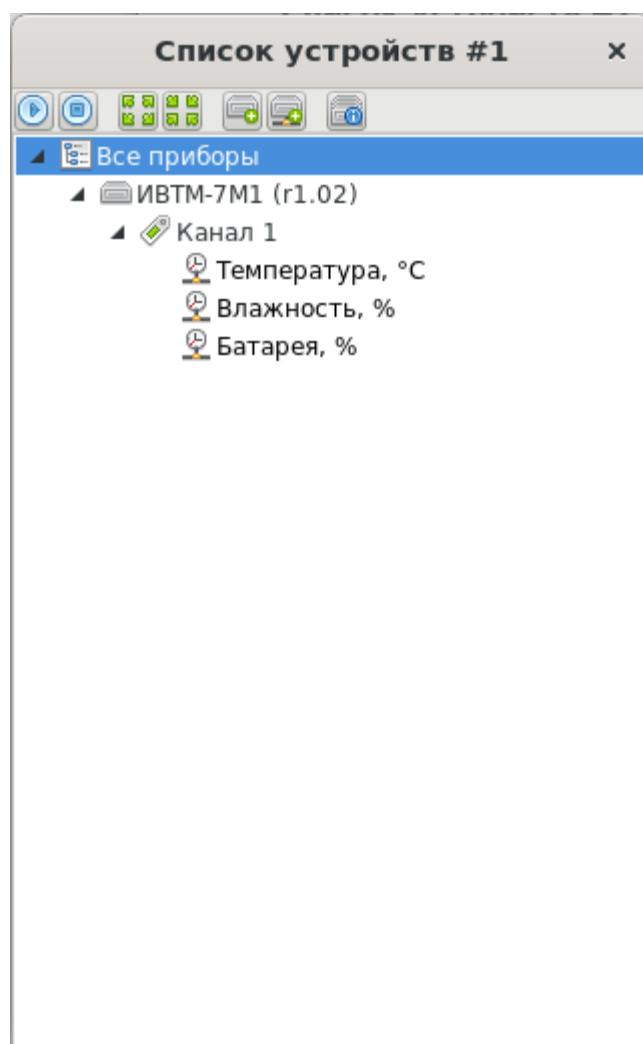 Список устройств #1
Все приборы
ИВТМ-7М1 (r1.02)
Канал 1
Температура, °C
Влажность, %
Батарея, %